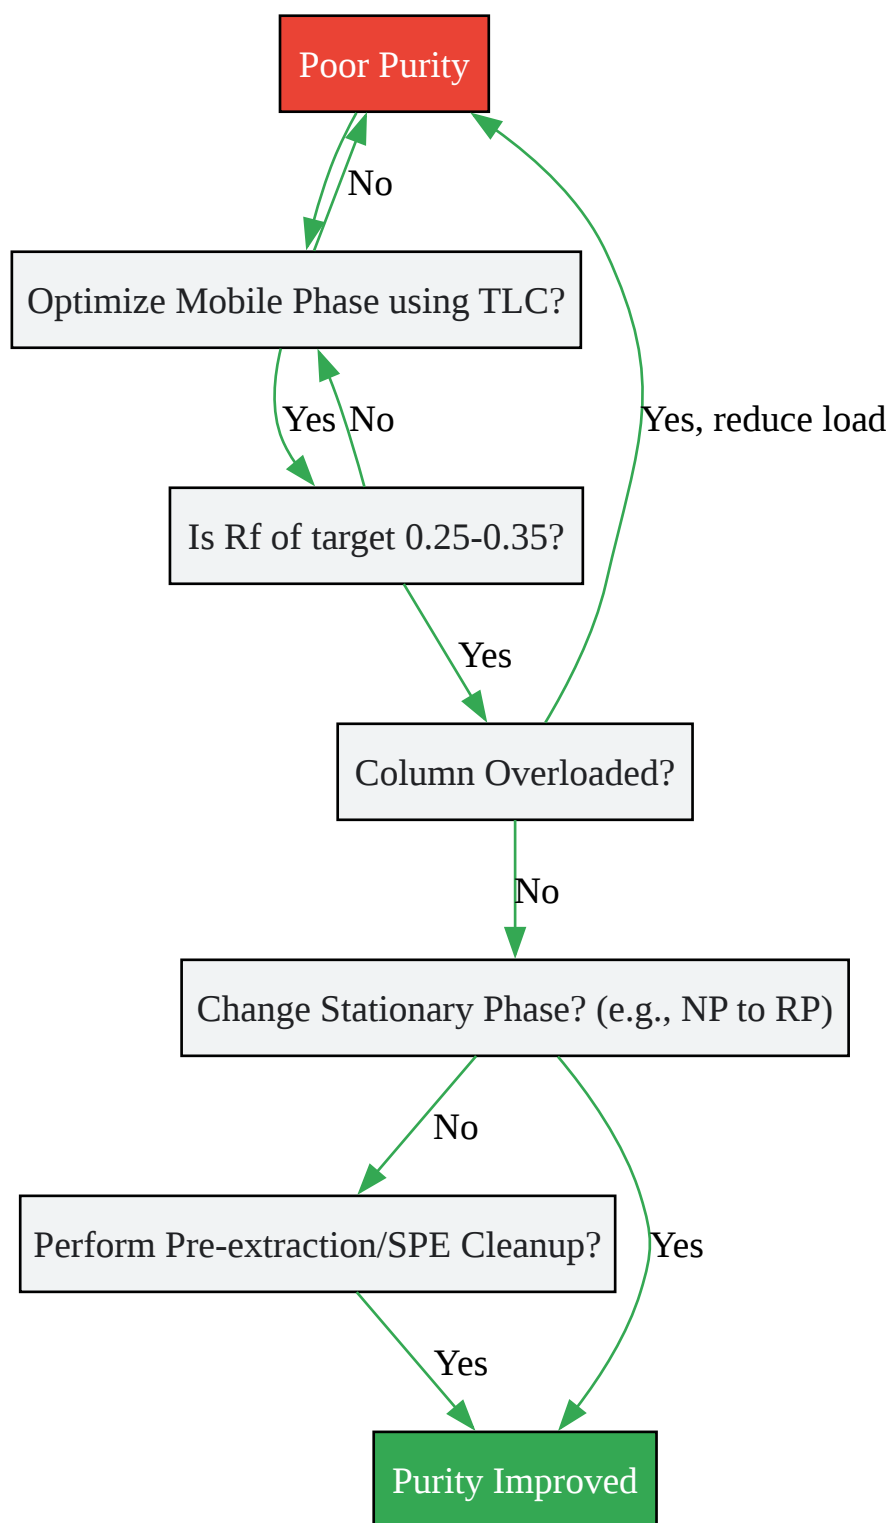 Poor Purity
No
Optimize Mobile Phase using TLC?
Yes
No
Yes, reduce load
Is Rf of target 0.25-0.35?
Yes
Column Overloaded?
No
Change Stationary Phase? (e.g., NP to RP)
No
Perform Pre-extraction/SPE Cleanup?
Yes
Yes
Purity Improved